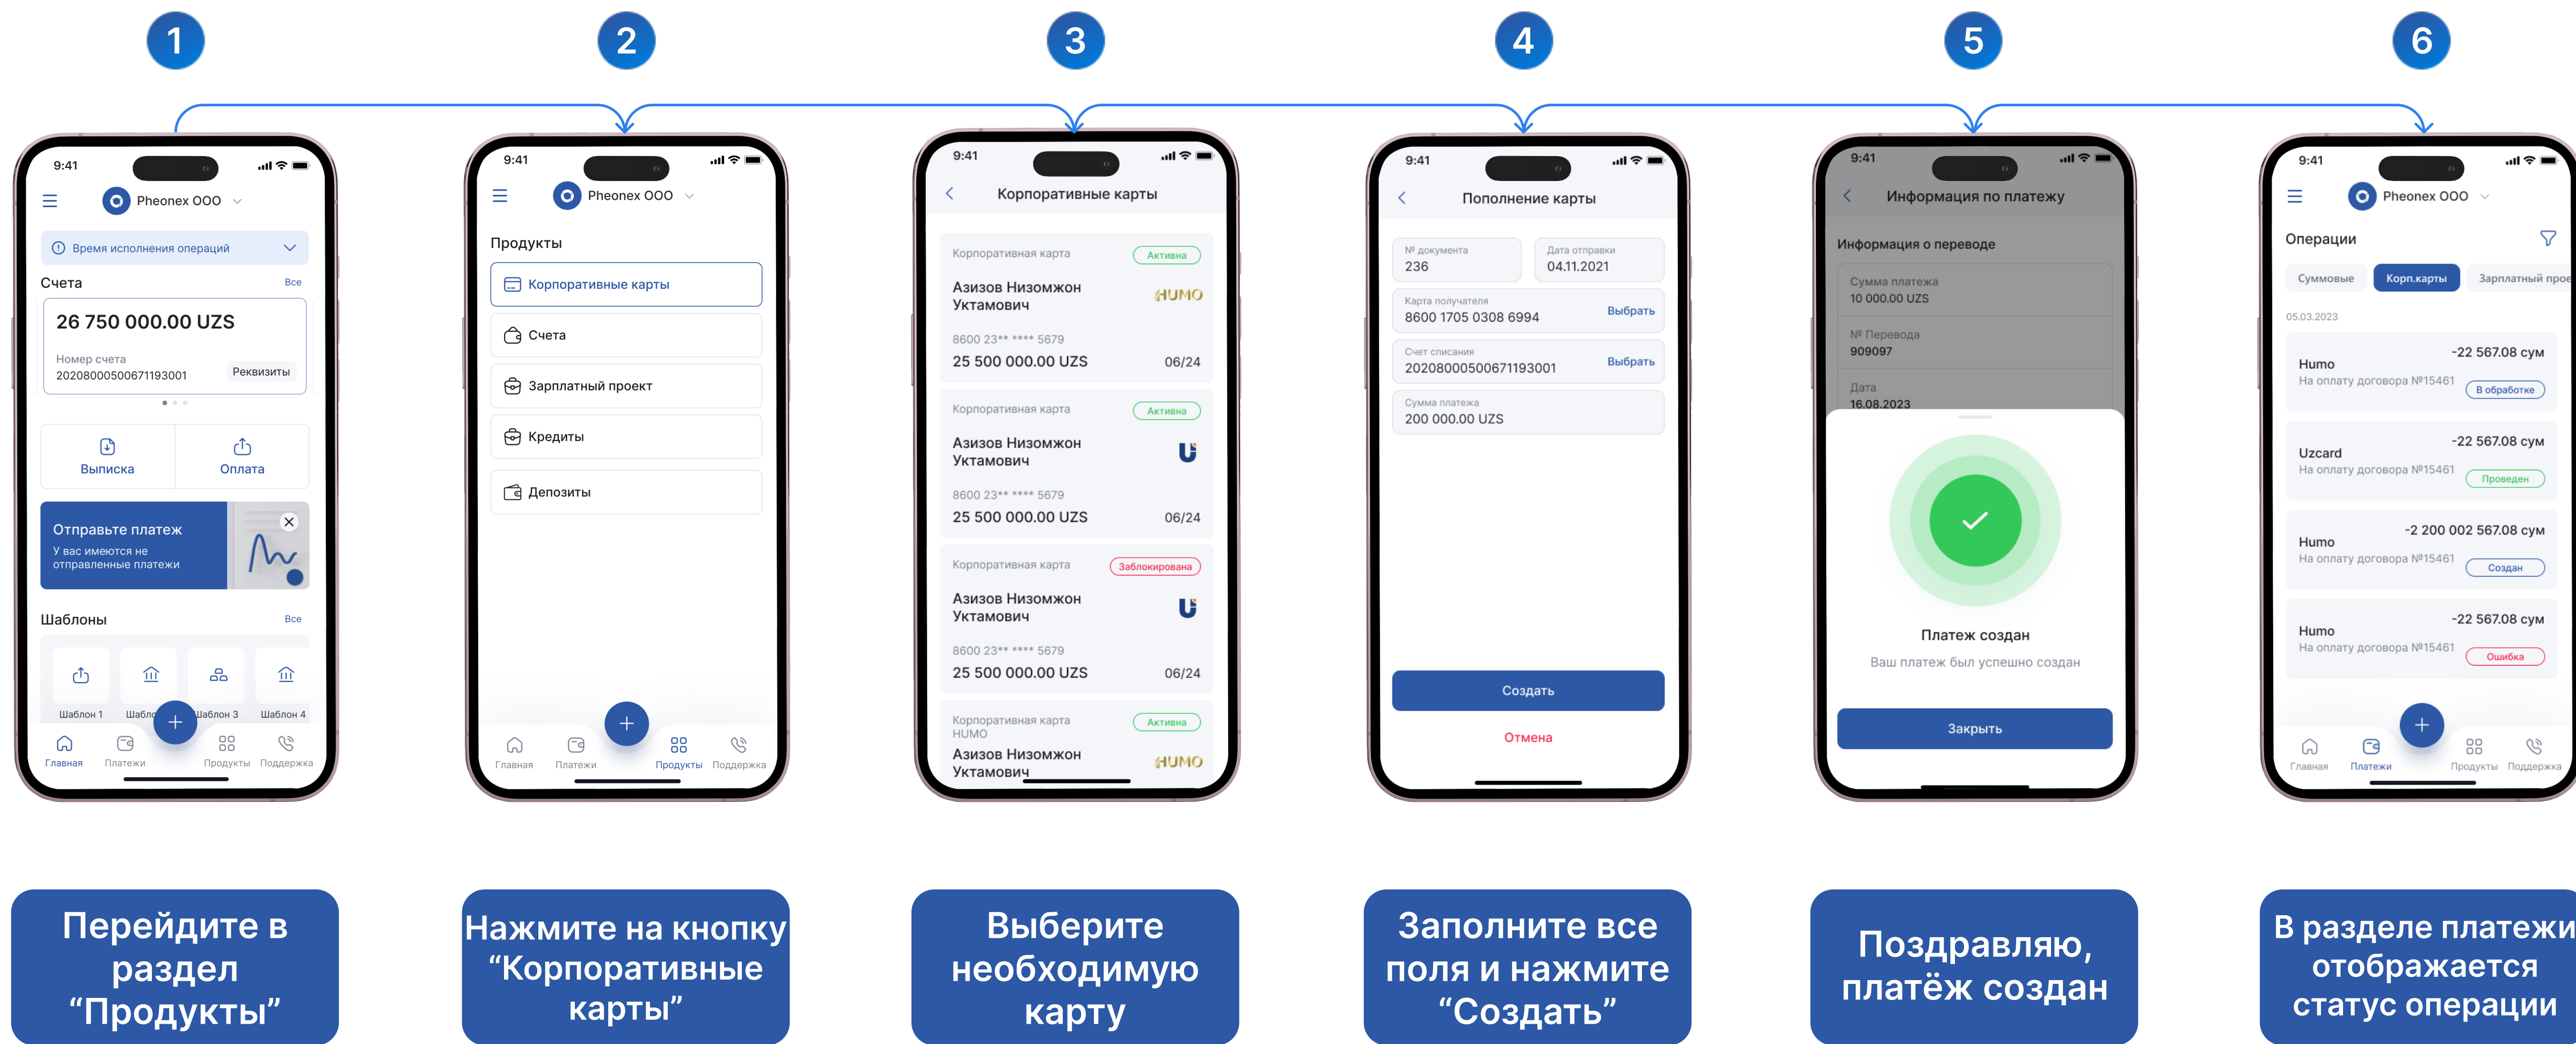 1
2
3
4
5
6
9:41
Pheonex ООО
Время исполнения операций
Счета
Все
26 750 000.00 UZS
Номер счета
20208000500671193001
Реквизиты
Выписка
Оплата
Отправьте платеж
У вас имеются не
отправленные платежи
Шаблоны
Все
Шаблон 1
Шабло
Шаблон 3
Шаблон 4
Главная
Платежи
Продукты
Поддержка
9:41
Pheonex ООО
Продукты
Корпоративные карты
Счета
Зарплатный проект
Кредиты
Депозиты
Главная
Платежи
Продукты
Поддержка
9:41
Корпоративные карты
Корпоративная карта
Активна
Азизов Низомжон
Уктамович
HUMO
8600 23** **** 5679
25 500 000.00 UZS
06/24
Корпоративная карта
Активна
Азизов Низомжон
Уктамович
8600 23** **** 5679
25 500 000.00 UZS
06/24
Корпоративная карта
Заблокирована
Азизов Низомжон
Уктамович
8600 23** **** 5679
25 500 000.00 UZS
06/24
Корпоративная карта
HUMO
Активна
Азизов Низомжон
Уктамович
HUMO
9:41
Пополнение карты
№ документа
236
Дата отправки
04.11.2021
Карта получателя
8600 1705 0308 6994
Выбрать
Счет списания
20208000500671193001
Выбрать
Сумма платежа
200 000.00 UZS
Создать
Отмена
9:41
Информация по платежу
Информация о переводе
Сумма платежа
10 000.00 UZS
№ Перевода
909097
Дата
16.08.2023
Платеж создан
Ваш платеж был успешно создан
Закрыть
9:41
Pheonex ООО
Операции
Суммовые
Корп.карты
Зарплатный прое
05.03.2023
-22 567.08 сум
Humo
На оплату договора №15461
В обработке
-22 567.08 сум
Uzcard
На оплату договора №15461
Проведен
-2 200 002 567.08 сум
Humo
На оплату договора №15461
Создан
-22 567.08 сум
Humo
На оплату договора №15461
Ошибка
Главная
Платежи
Продукты
Поддержка
Перейдите в
раздел
“Продукты”
Нажмите на кнопку
“Корпоративные
карты”
Выберите
необходимую
карту
Заполните все
поля и нажмите
“Создать”
Поздравляю,
платёж создан
В разделе платежи
отображается
статус операции